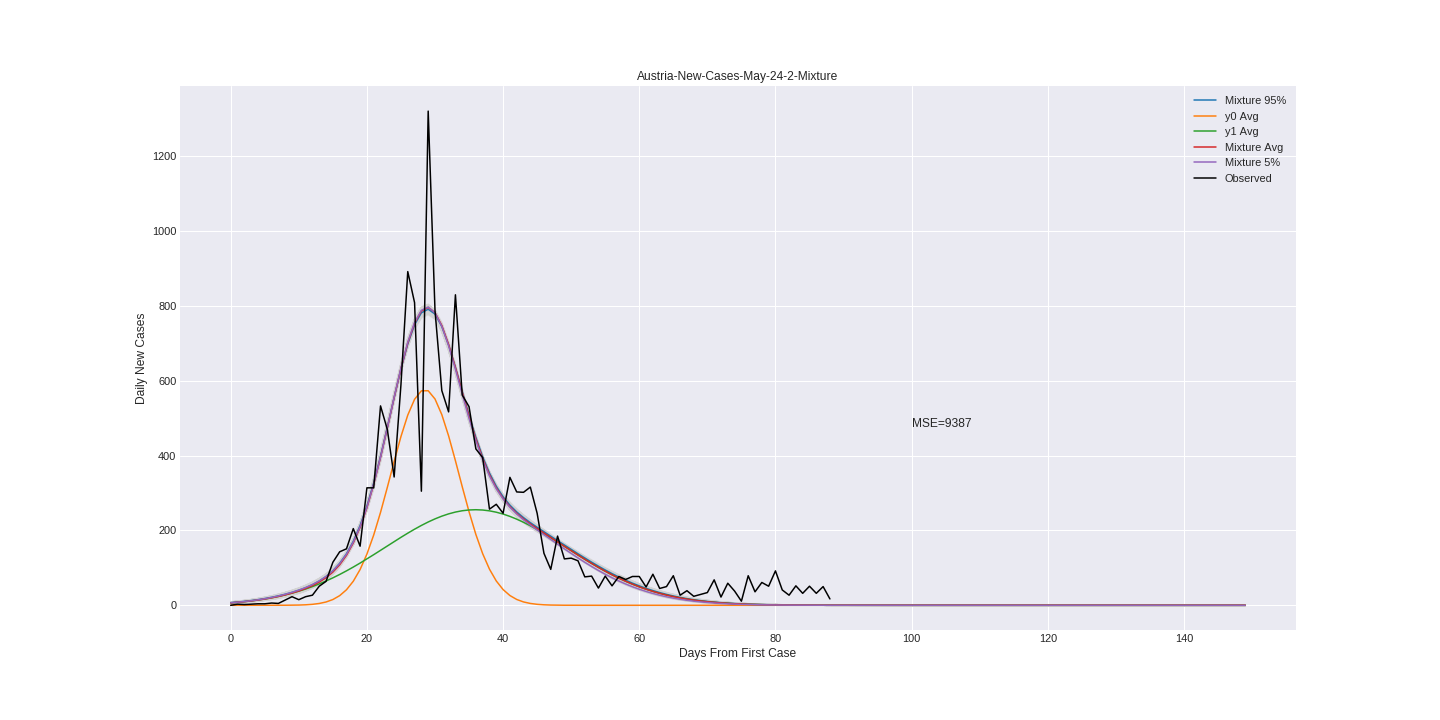 Austria-New-Cases-May-24-2-Mixture
Mixture 95%
y0 Avg
y1 Avg
Mixture Avg
Mixture 5%
Observed
1200
1000
800
600
400
200
0
Daily New Cases
MSE=9387
0 20 40 60 80 100 120 140
Days From First Case